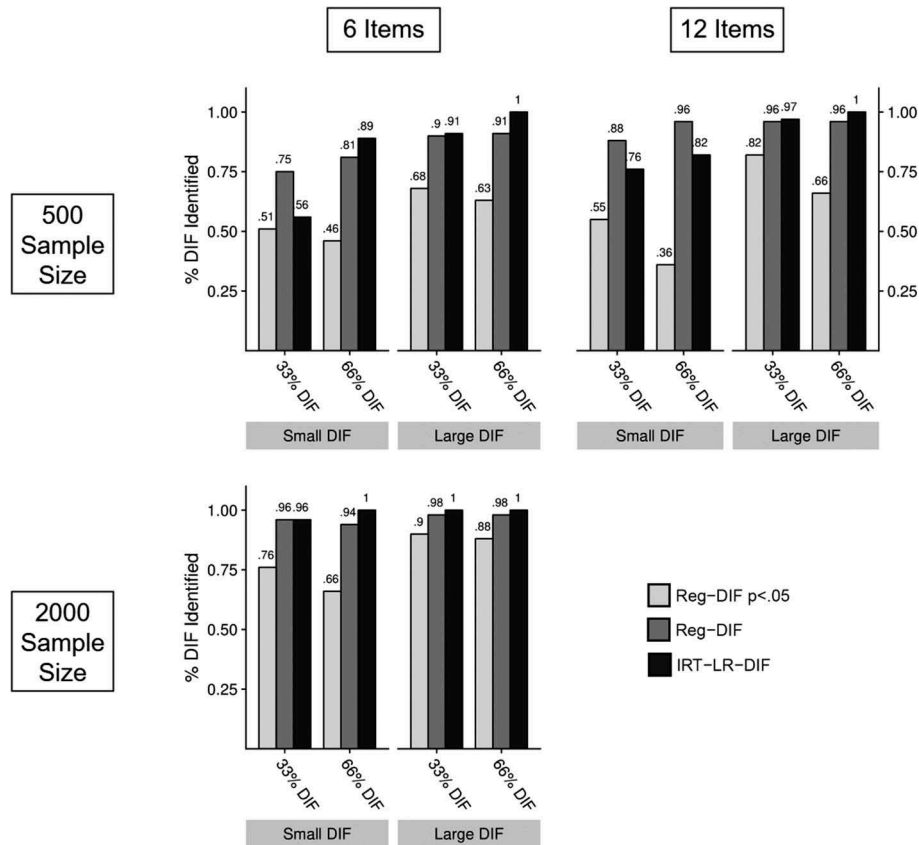 6 Items
12 Items
500
Sample
Size
% DIF Identified
1.00
0.75
0.50
0.25
.51
.75
.56
.46
.81
.89
.68
.9
.91
.63
.91
1
33% DIF
66% DIF
33% DIF
66% DIF
Small DIF
Large DIF
.55
.88
.76
.36
.96
.82
.82
.96
.97
.66
.96
1
1.00
0.75
0.50
0.25
33% DIF
66% DIF
33% DIF
66% DIF
Small DIF
Large DIF
2000
Sample
Size
% DIF Identified
1.00
0.75
0.50
0.25
.76
.96
.96
.66
.94
1
.9
.98
1
.88
.98
1
33% DIF
66% DIF
33% DIF
66% DIF
Small DIF
Large DIF
Reg-DIF p<.05
Reg-DIF
IRT-LR-DIF